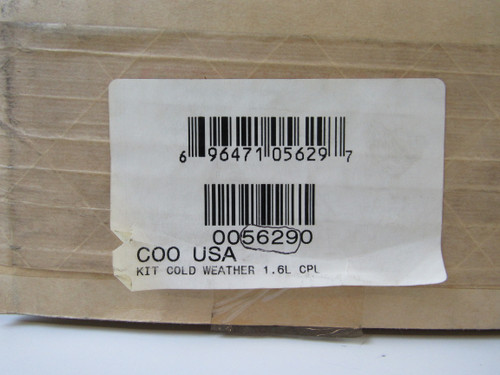 6 96471 05629 7
0056290
COO USA
KIT COLD WEATHER 1.6L CPL